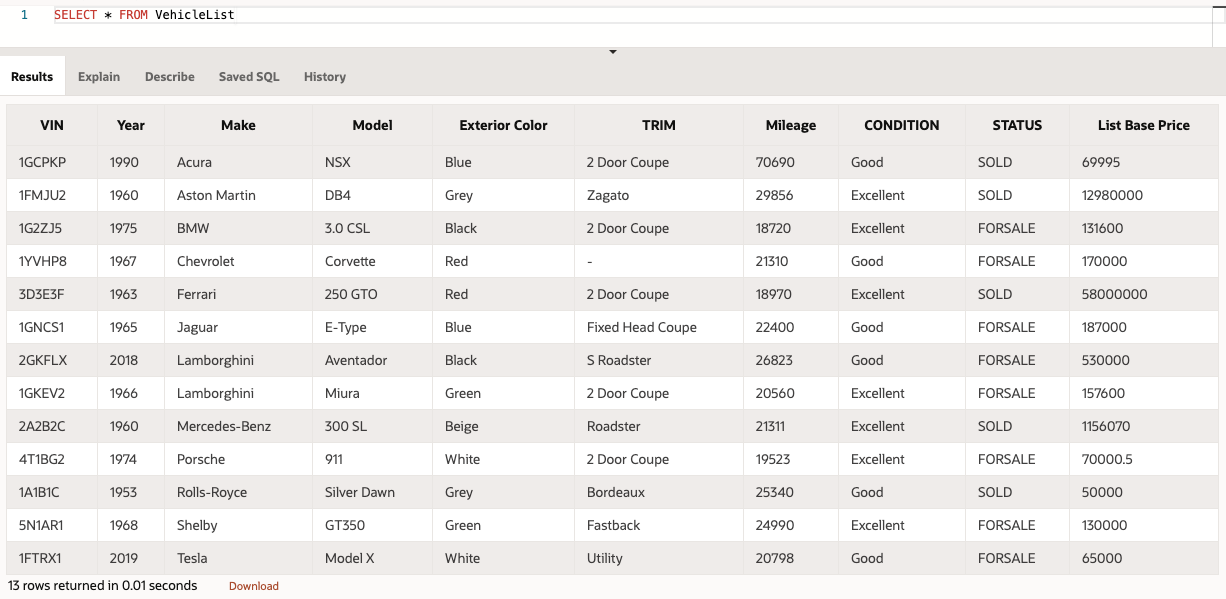 1 SELECT * FROM VehicleList
Results Explain Describe Saved SQL History
VIN Year Make Model Exterior Color TRIM Mileage CONDITION STATUS List Base Price
1GCPKP 1990 Acura NSX Blue 2 Door Coupe 70690 Good SOLD 69995
1FMJU2 1960 Aston Martin DB4 Grey Zagato 29856 Excellent SOLD 12980000
1G2ZJ5 1975 BMW 3.0 CSL Black 2 Door Coupe 18720 Excellent FORSALE 131600
1YVHP8 1967 Chevrolet Corvette Red - 21310 Good FORSALE 170000
3D3E3F 1963 Ferrari 250 GTO Red 2 Door Coupe 18970 Excellent SOLD 58000000
1GNCS1 1965 Jaguar E-Type Blue Fixed Head Coupe 22400 Good FORSALE 187000
2GKFLX 2018 Lamborghini Aventador Black S Roadster 26823 Good FORSALE 530000
1GKEV2 1966 Lamborghini Miura Green 2 Door Coupe 20560 Excellent FORSALE 157600
2A2B2C 1960 Mercedes-Benz 300 SL Beige Roadster 21311 Excellent SOLD 1156070
4T1BG2 1974 Porsche 911 White 2 Door Coupe 19523 Excellent FORSALE 70000.5
1A1B1C 1953 Rolls-Royce Silver Dawn Grey Bordeaux 25340 Good SOLD 50000
5N1AR1 1968 Shelby GT350 Green Fastback 24990 Excellent FORSALE 130000
1FTRX1 2019 Tesla Model X White Utility 20798 Good FORSALE 65000
13 rows returned in 0.01 seconds Download